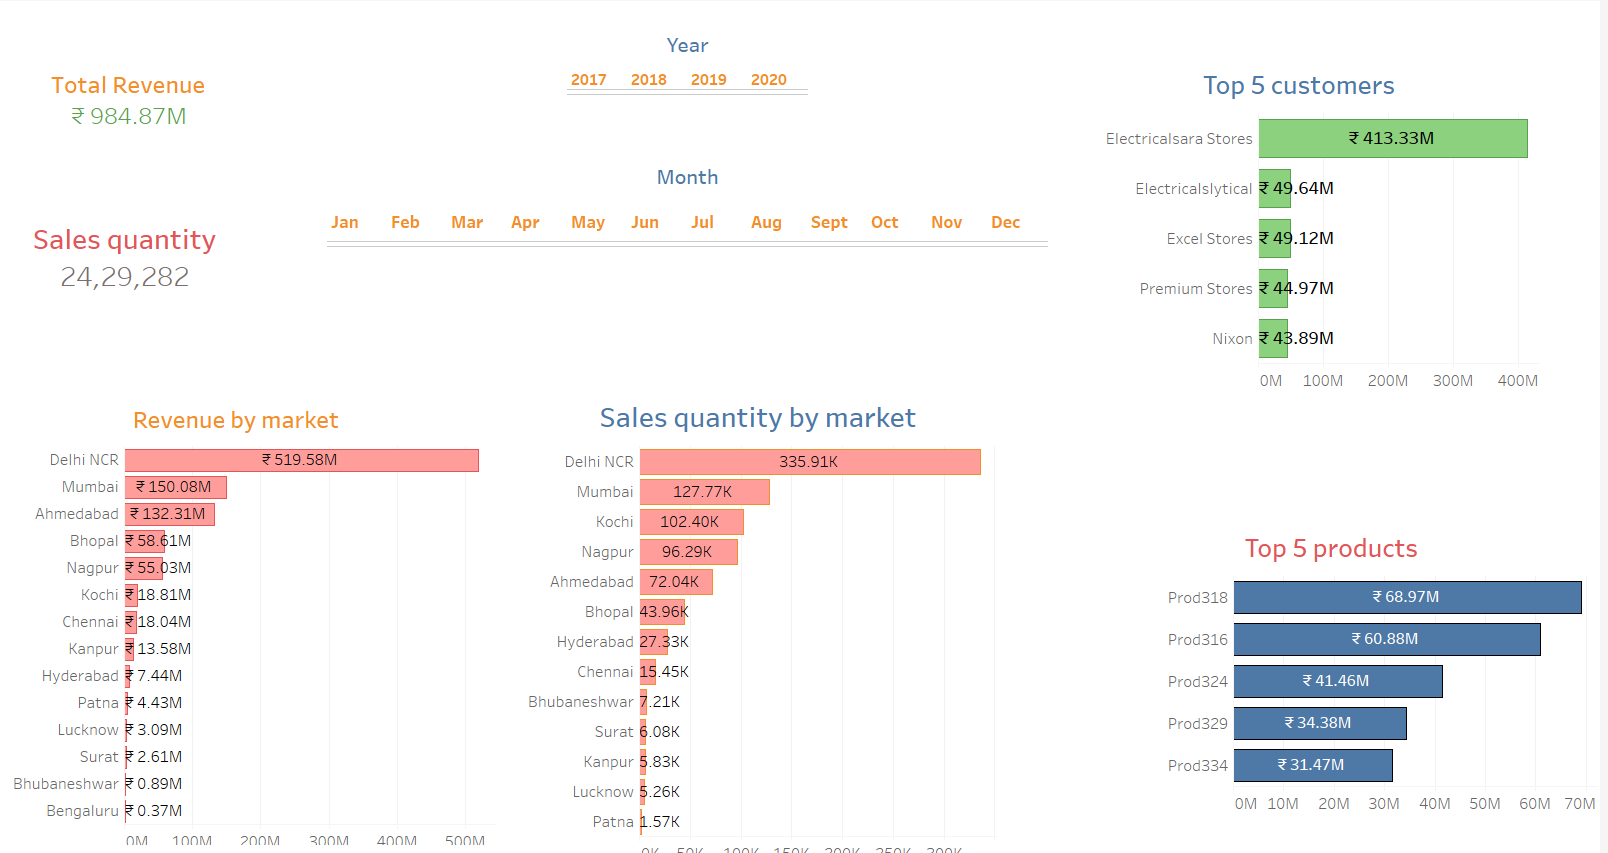 Total Revenue
₹ 984.87M
Sales quantity
24,29,282
Year
2017 2018 2019 2020
Month
Jan Feb Mar Apr May Jun Jul Aug Sept Oct Nov Dec
Top 5 customers
Electricalsara Stores ₹ 413.33M
Electricalslytical ₹ 49.64M
Excel Stores ₹ 49.12M
Premium Stores ₹ 44.97M
Nixon ₹ 43.89M
0M 100M 200M 300M 400M
Revenue by market
Delhi NCR ₹ 519.58M
Mumbai ₹ 150.08M
Ahmedabad ₹ 132.31M
Bhopal ₹ 58.61M
Nagpur ₹ 55.03M
Kochi ₹ 18.81M
Chennai ₹ 18.04M
Kanpur ₹ 13.58M
Hyderabad ₹ 7.44M
Patna ₹ 4.43M
Lucknow ₹ 3.09M
Surat ₹ 2.61M
Bhubaneshwar ₹ 0.89M
Bengaluru ₹ 0.37M
0M 100M 200M 300M 400M 500M
Sales quantity by market
Delhi NCR 335.91K
Mumbai 127.77K
Kochi 102.40K
Nagpur 96.29K
Ahmedabad 72.04K
Bhopal 43.96K
Hyderabad 27.33K
Chennai 15.45K
Bhubaneshwar 7.21K
Surat 6.08K
Kanpur 5.83K
Lucknow 5.26K
Patna 1.57K
0K 50K 100K 150K 200K 250K 300K
Top 5 products
Prod318 ₹ 68.97M
Prod316 ₹ 60.88M
Prod324 ₹ 41.46M
Prod329 ₹ 34.38M
Prod334 ₹ 31.47M
0M 10M 20M 30M 40M 50M 60M 70M